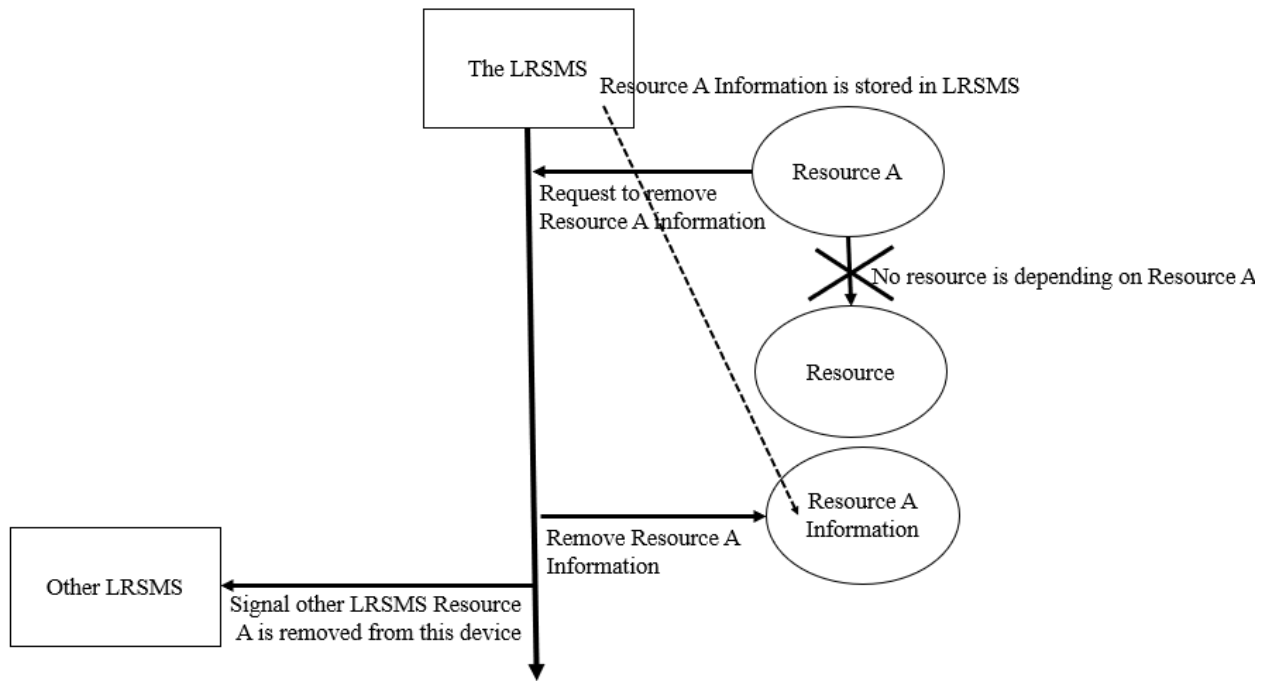 The LRSMS
Resource A Information is stored in LRSMS
Resource A
Request to remove
Resource A information
No resource is depending on Resource A
Resource
Resource A
Information
Remove Resource A
Information
Other LRSMS
Signal other LRSMS Resource
A is removed from this device